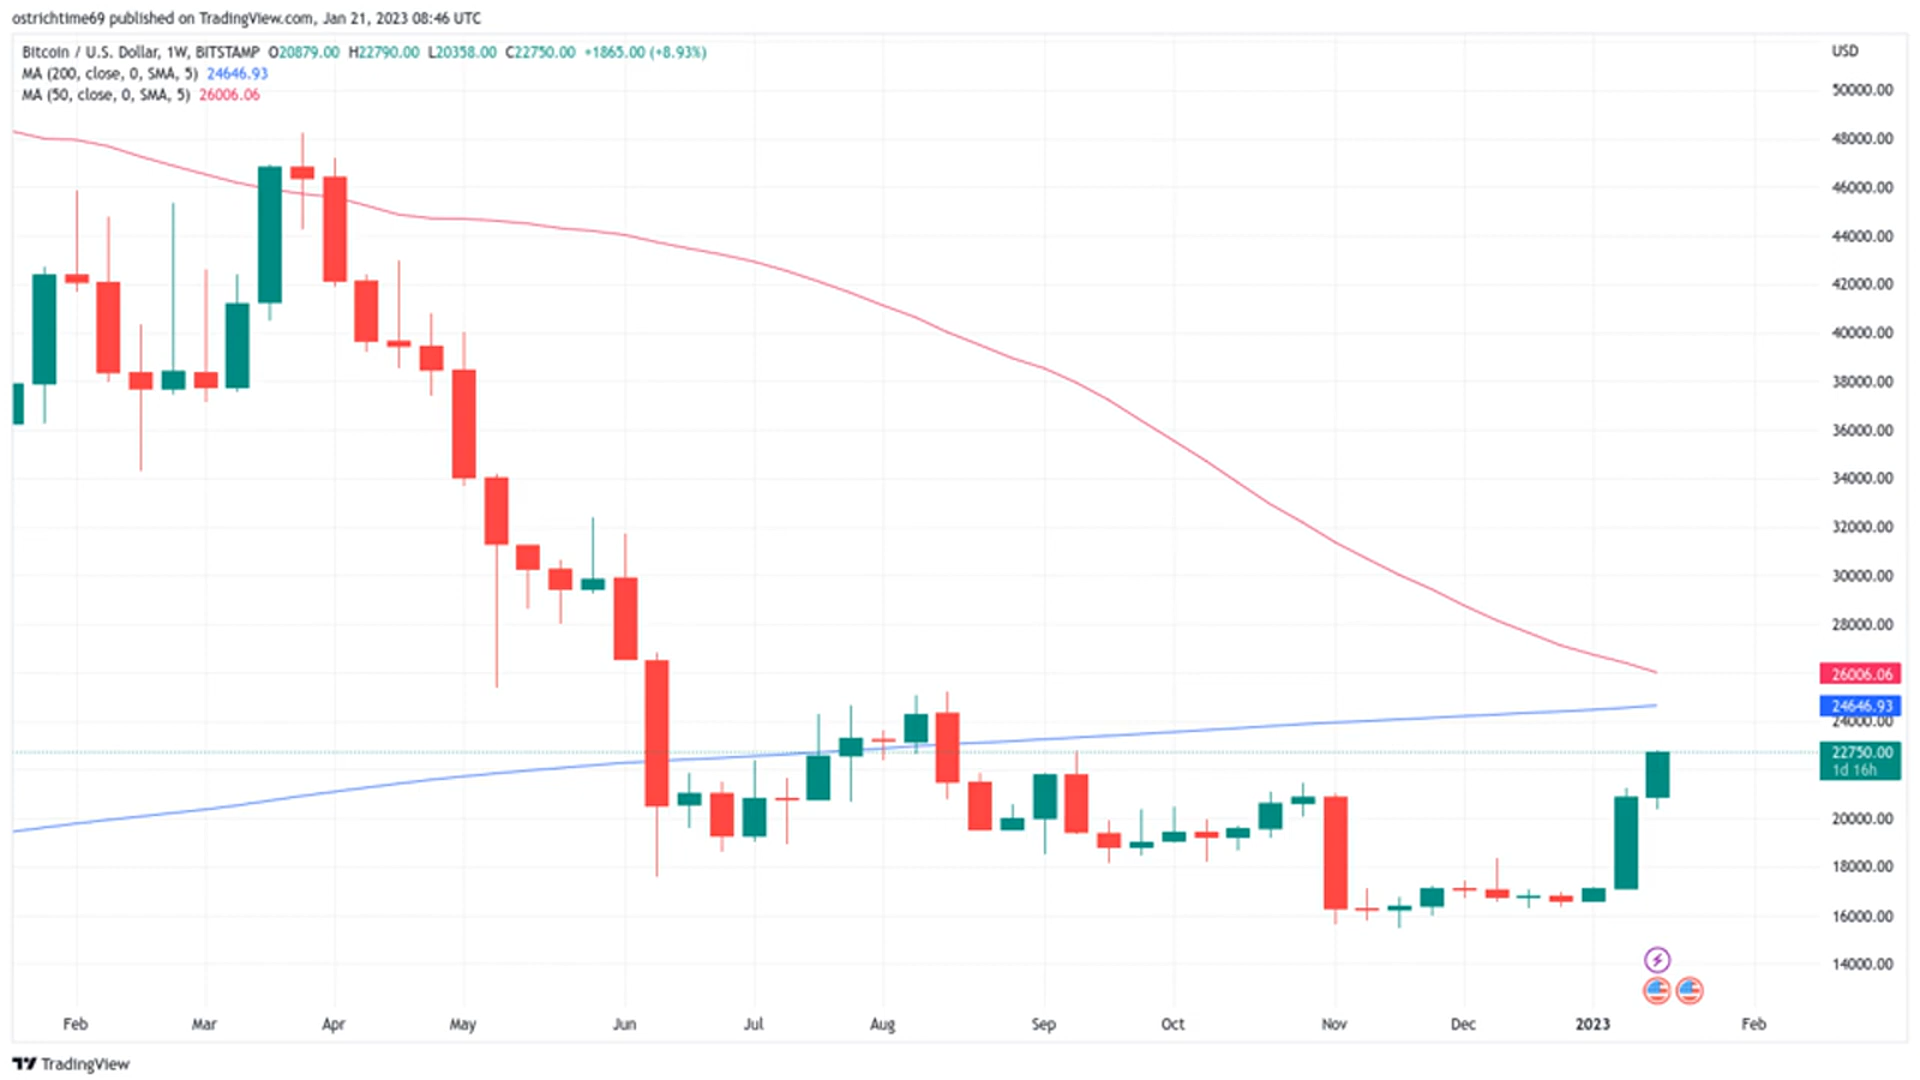 ostrichtime69 published on TradingView.com, Jan 21, 2023 08:46 UTC
Bitcoin / U.S. Dollar, 1W, BITSTAMP O20879.00 H22790.00 L20358.00 C22750.00 +1865.00 (+8.93%)
MA (200, close, 0, SMA, 5) 24646.93
MA (50, close, 0, SMA, 5) 26006.06
USD
50000.00
48000.00
46000.00
44000.00
42000.00
40000.00
38000.00
36000.00
34000.00
32000.00
30000.00
28000.00
26006.06
24646.93
24000.00
22750.00
1d 16h
20000.00
18000.00
16000.00
14000.00
Feb Mar Apr May Jun Jul Aug Sep Oct Nov Dec 2023 Feb
TradingView